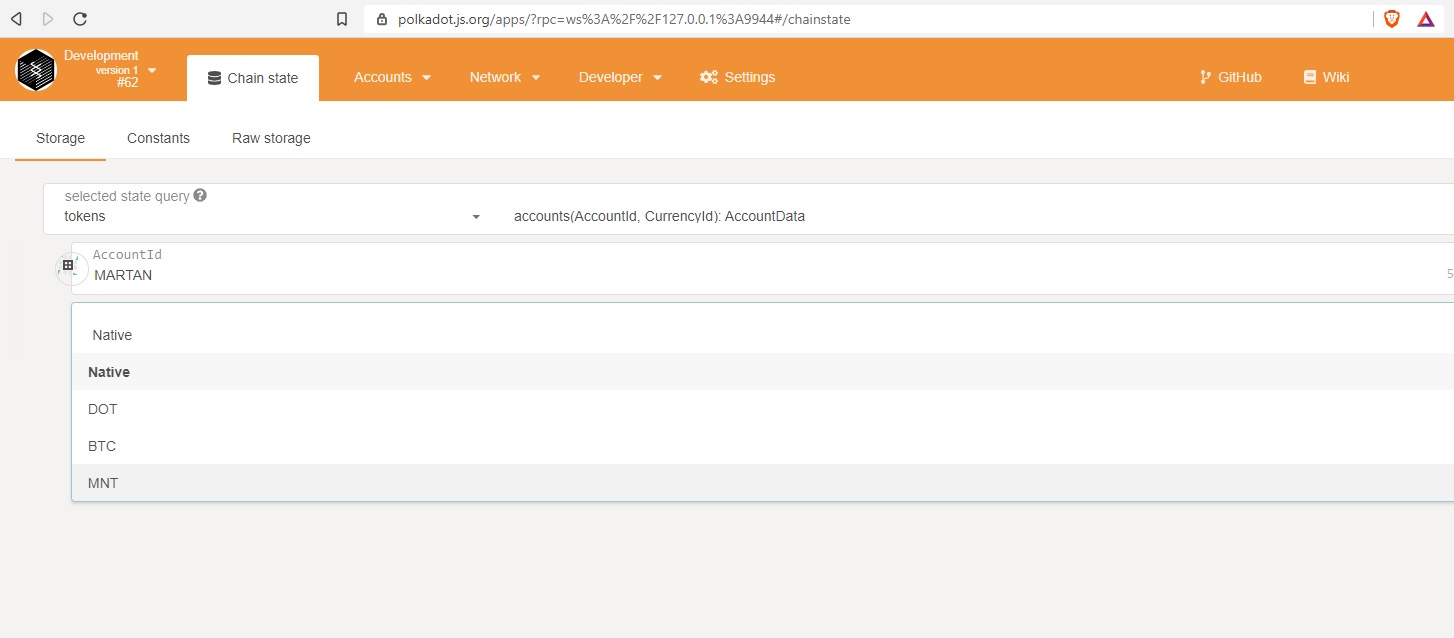 polkadot.js.org/apps/?rpc=ws%3A%2F%2F127.0.0.1%3A9944#/chainstate
Development
version 1
#62
Chain state
Accounts
Network
Developer
Settings
GitHub
Wiki
Storage
Constants
Raw storage
selected state query ?
tokens
accounts(AccountId, CurrencyId): AccountData
AccountId
MARTAN
5
Native
Native
DOT
BTC
MNT